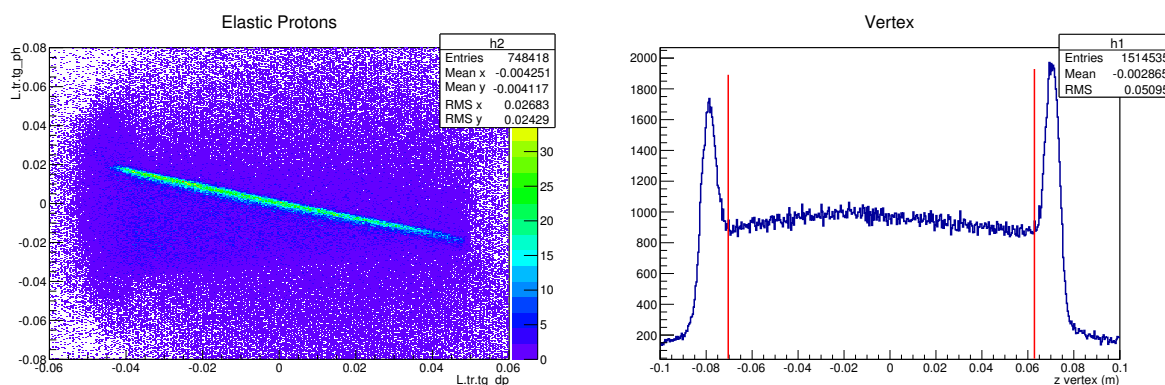 Elastic Protons
h2
Entries 748418
Mean x -0.004251
Mean y -0.004117
RMS x 0.02683
RMS y 0.02429
L.tr.tg_ph
0.08
0.06
0.04
0.02
0
-0.02
-0.04
-0.06
-0.08
-0.06 -0.04 -0.02 0 0.02 0.04 0.06
L.tr.tg_dp
30
25
20
15
10
5
0
Vertex
h1
Entries 1514535
Mean -0.002865
RMS 0.05095
2000
1800
1600
1400
1200
1000
800
600
400
200
-0.1 -0.08 -0.06 -0.04 -0.02 0 0.02 0.04 0.06 0.08 0.1
z vertex (m)